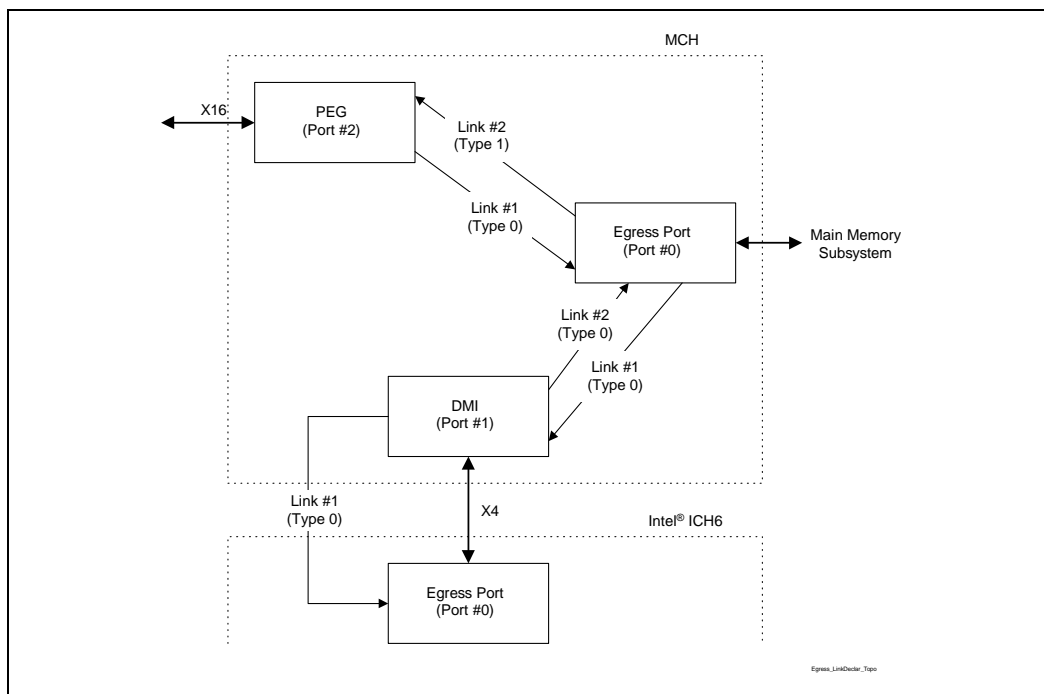 MCH
X16
PEG
(Port #2)
Link #2
(Type 1)
Link #1
(Type 0)
Egress Port
(Port #0)
Main Memory
Subsystem
Link #2
(Type 0)
Link #1
(Type 0)
DMI
(Port #1)
Link #1
(Type 0)
X4
Intel® ICH6
Egress Port
(Port #0)
Egress_LinkDeclar_Topo